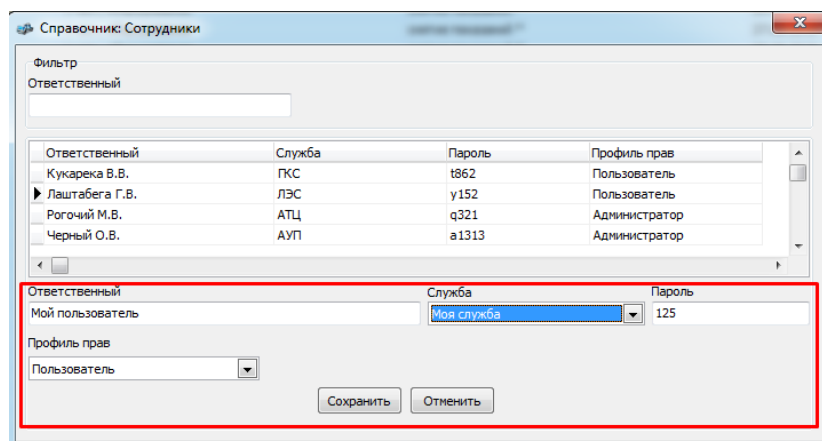 Справочник: Сотрудники
Фильтр
Ответственный
Ответственный Служба Пароль Профиль прав
Кукарека В.В. ГКС t862 Пользователь
Лаштабега Г.В. ЛЭС y152 Пользователь
Рогочий М.В. АТЦ q321 Администратор
Черный О.В. АУП a1313 Администратор
Ответственный Служба Пароль
Мой пользователь Моя служба 125
Профиль прав
Пользователь
Сохранить Отменить